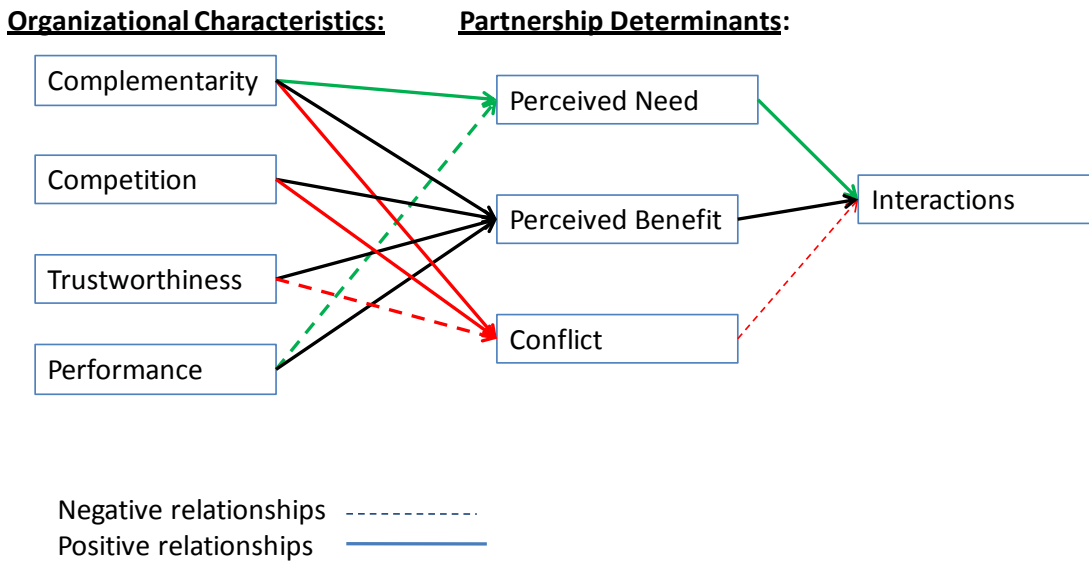 Organizational Characteristics:
Partnership Determinants:
Complementarity
Perceived Need
Competition
Perceived Benefit
Interactions
Trustworthiness
Conflict
Performance
Negative relationships
Positive relationships